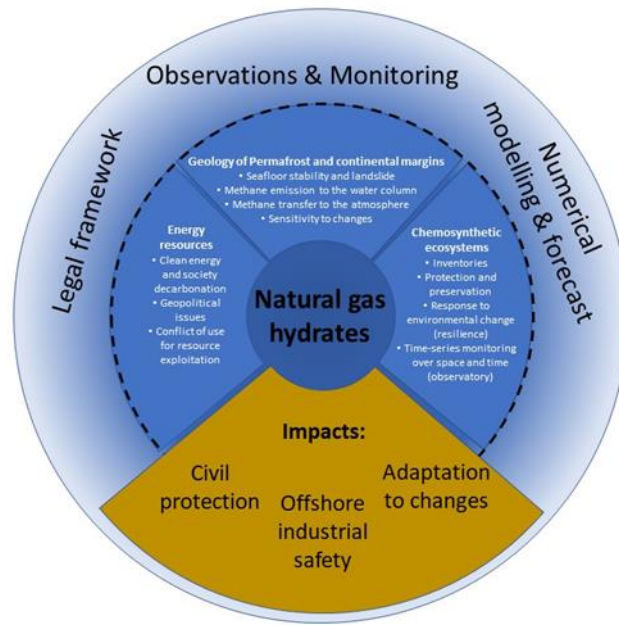 Observations & Monitoring
Legal framework
Numerical
modelling & forecast
Geology of Permafrost and continental margins
• Seafloor stability and landslide
• Methane emission to the water column
• Methane transfer to the atmosphere
• Sensitivity to changes
Energy
resources
• Clean energy
and society
decarbonation
• Geopolitical
issues
• Conflict of use
for resource
exploitation
Natural gas
hydrates
Chemosynthetic
ecosystems
• Inventories
• Protection and
preservation
• Response to
environmental change
(resilience)
• Time-series monitoring
over space and time
(observatory)
Impacts:
Civil
protection
Offshore
industrial
safety
Adaptation
to changes